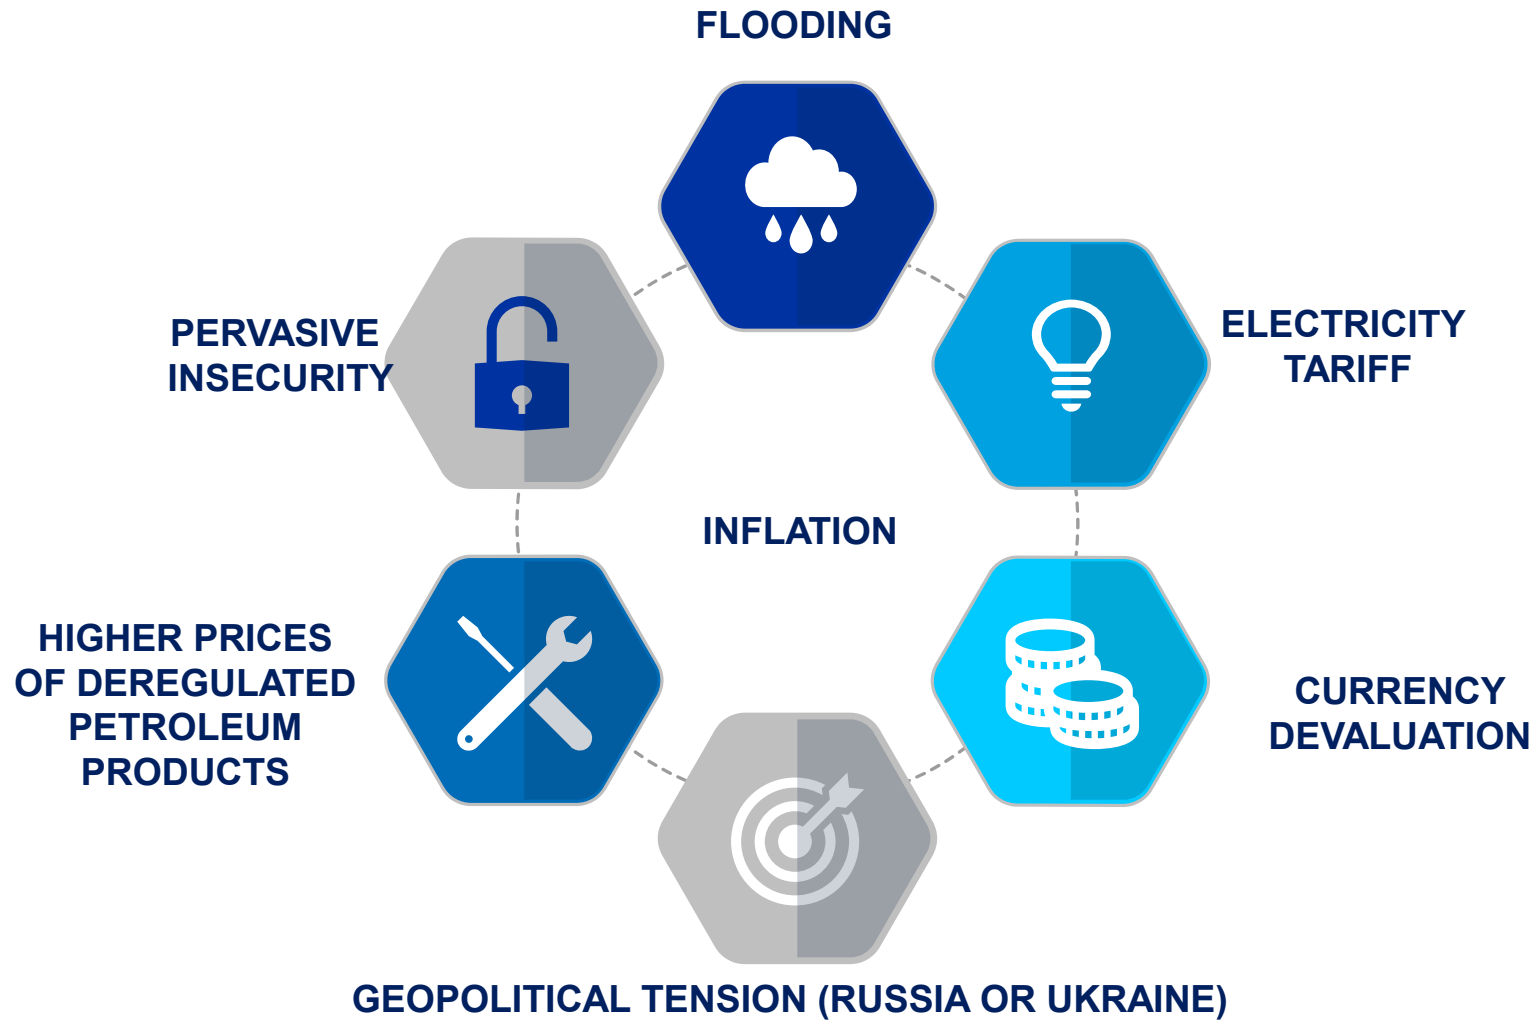 FLOODING
PERVASIVE
INSECURITY
ELECTRICITY
TARIFF
INFLATION
HIGHER PRICES
OF DEREGULATED
PETROLEUM
PRODUCTS
CURRENCY
DEVALUATION
GEOPOLITICAL TENSION (RUSSIA OR UKRAINE)